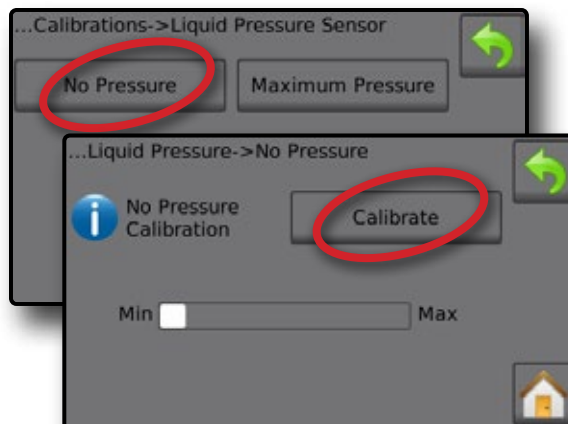 ...Calibrations->Liquid Pressure Sensor
No Pressure Maximum Pressure
...Liquid Pressure->No Pressure
No Pressure
Calibration
Calibrate
Min Max